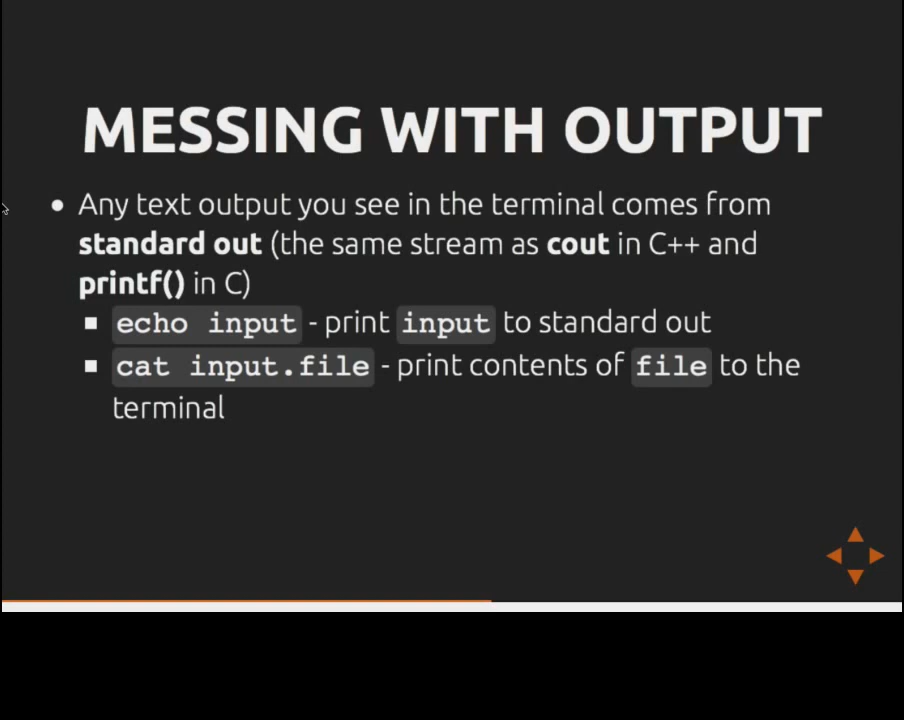 MESSING WITH OUTPUT
• Any text output you see in the terminal comes from
standard out (the same stream as cout in C++ and
printf() in C)
▪ echo input - print input to standard out
▪ cat input.file - print contents of file to the
terminal